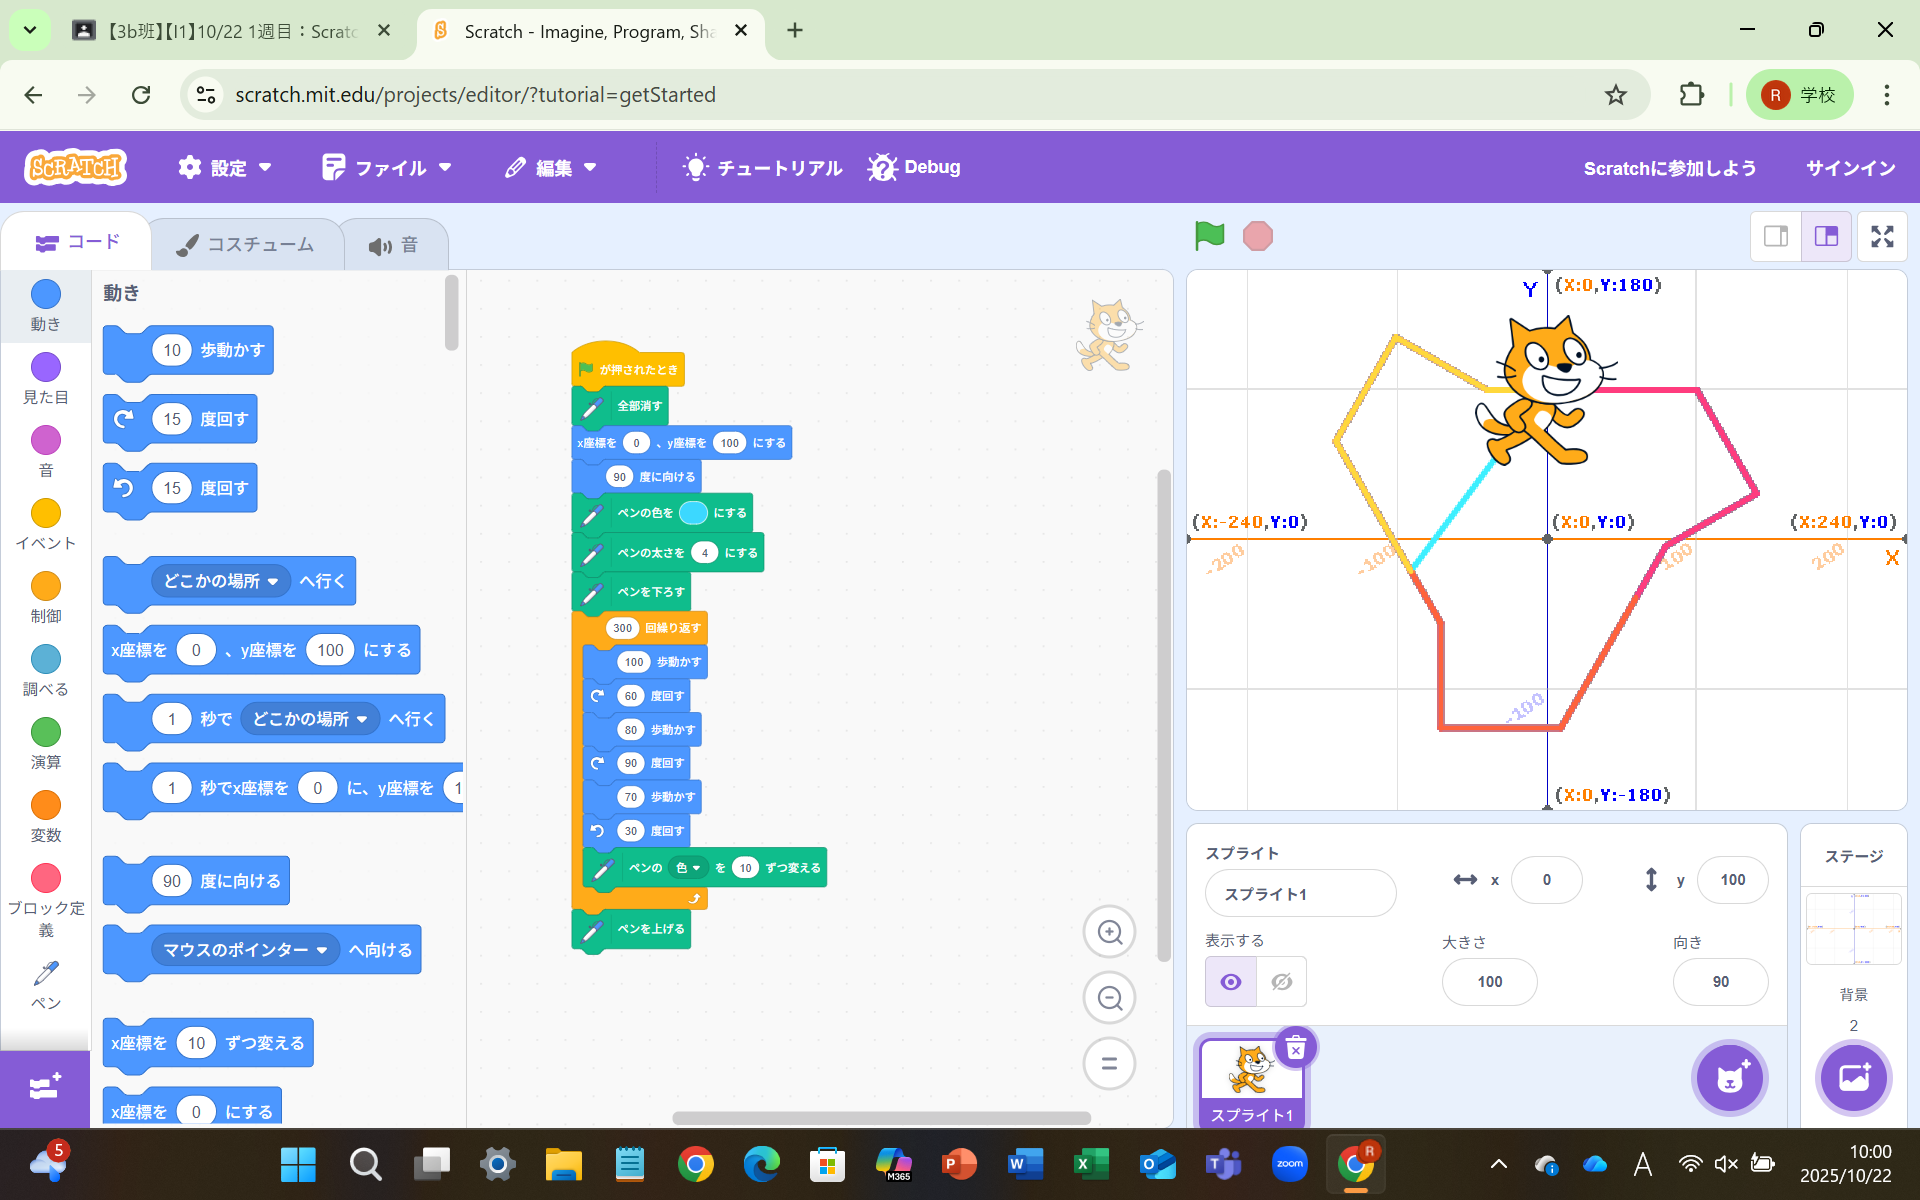 【3b班】【I1】10/22 1週目：Scratc
Scratch - Imagine, Program, Sha
scratch.mit.edu/projects/editor/?tutorial=getStarted
R 学校
SCRATCH
設定
ファイル
編集
チュートリアル
Debug
Scratchに参加しよう
サインイン
コード
コスチューム
音
動き
見た目
音
イベント
制御
調べる
演算
変数
ブロック定
義
ペン
動き
10 歩動かす
15 度回す
15 度回す
どこかの場所 へ行く
x座標を 0 、y座標を 100 にする
1 秒で どこかの場所 へ行く
1 秒でx座標を 0 に、y座標を 1
90 度に向ける
マウスのポインター へ向ける
x座標を 10 ずつ変える
x座標を 0 にする
が押されたとき
全部消す
x座標を 0 、y座標を 100 にする
90 度に向ける
ペンの色を にする
ペンの太さを 4 にする
ペンを下ろす
300 回繰り返す
100 歩動かす
60 度回す
80 歩動かす
90 度回す
70 歩動かす
30 度回す
ペンの 色 を 10 ずつ変える
ペンを上げる
Y
(X:0,Y:180)
(X:-240,Y:0)
(X:0,Y:0)
(X:240,Y:0)
-200
-100
100
200
X
-100
(X:0,Y:-180)
スプライト
スプライト1
x 0
y 100
表示する
大きさ
100
向き
90
スプライト1
ステージ
背景
2
5
M365
zoom
R
A
10:00
2025/10/22